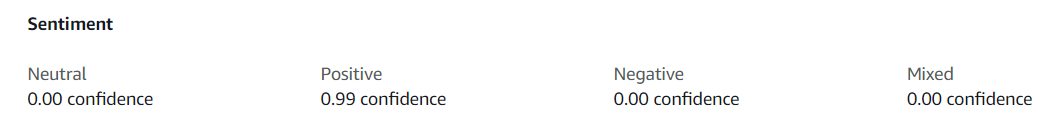 Sentiment
Neutral Positive Negative Mixed
0.00 confidence 0.99 confidence 0.00 confidence 0.00 confidence